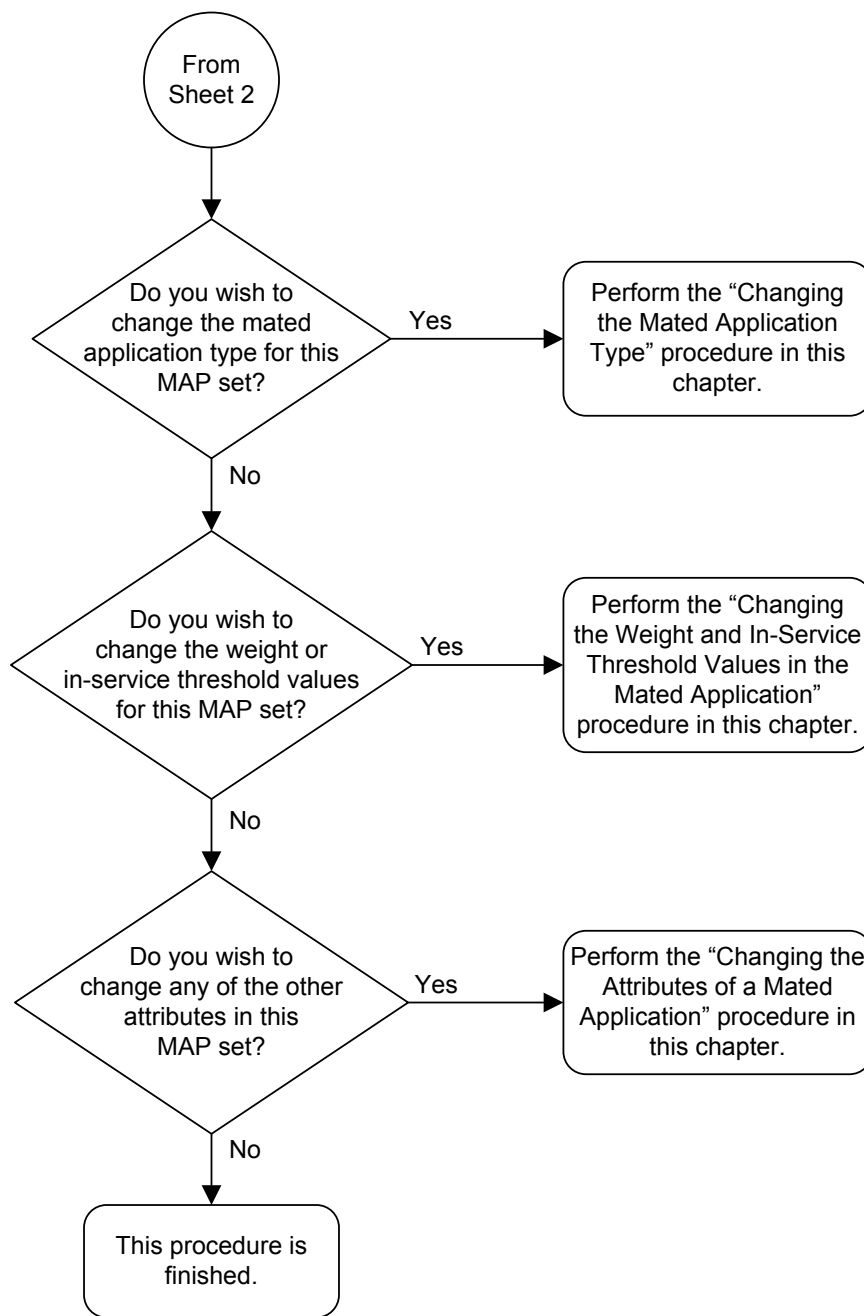 From
Sheet 2
Do you wish to
change the mated
application type for this
MAP set?
Yes
Perform the “Changing
the Mated Application
Type” procedure in this
chapter.
No
Do you wish to
change the weight or
in-service threshold values
for this MAP set?
Yes
Perform the “Changing
the Weight and In-Service
Threshold Values in the
Mated Application”
procedure in this chapter.
No
Do you wish to
change any of the other
attributes in this
MAP set?
Yes
Perform the “Changing the
Attributes of a Mated
Application” procedure in
this chapter.
No
This procedure is
finished.